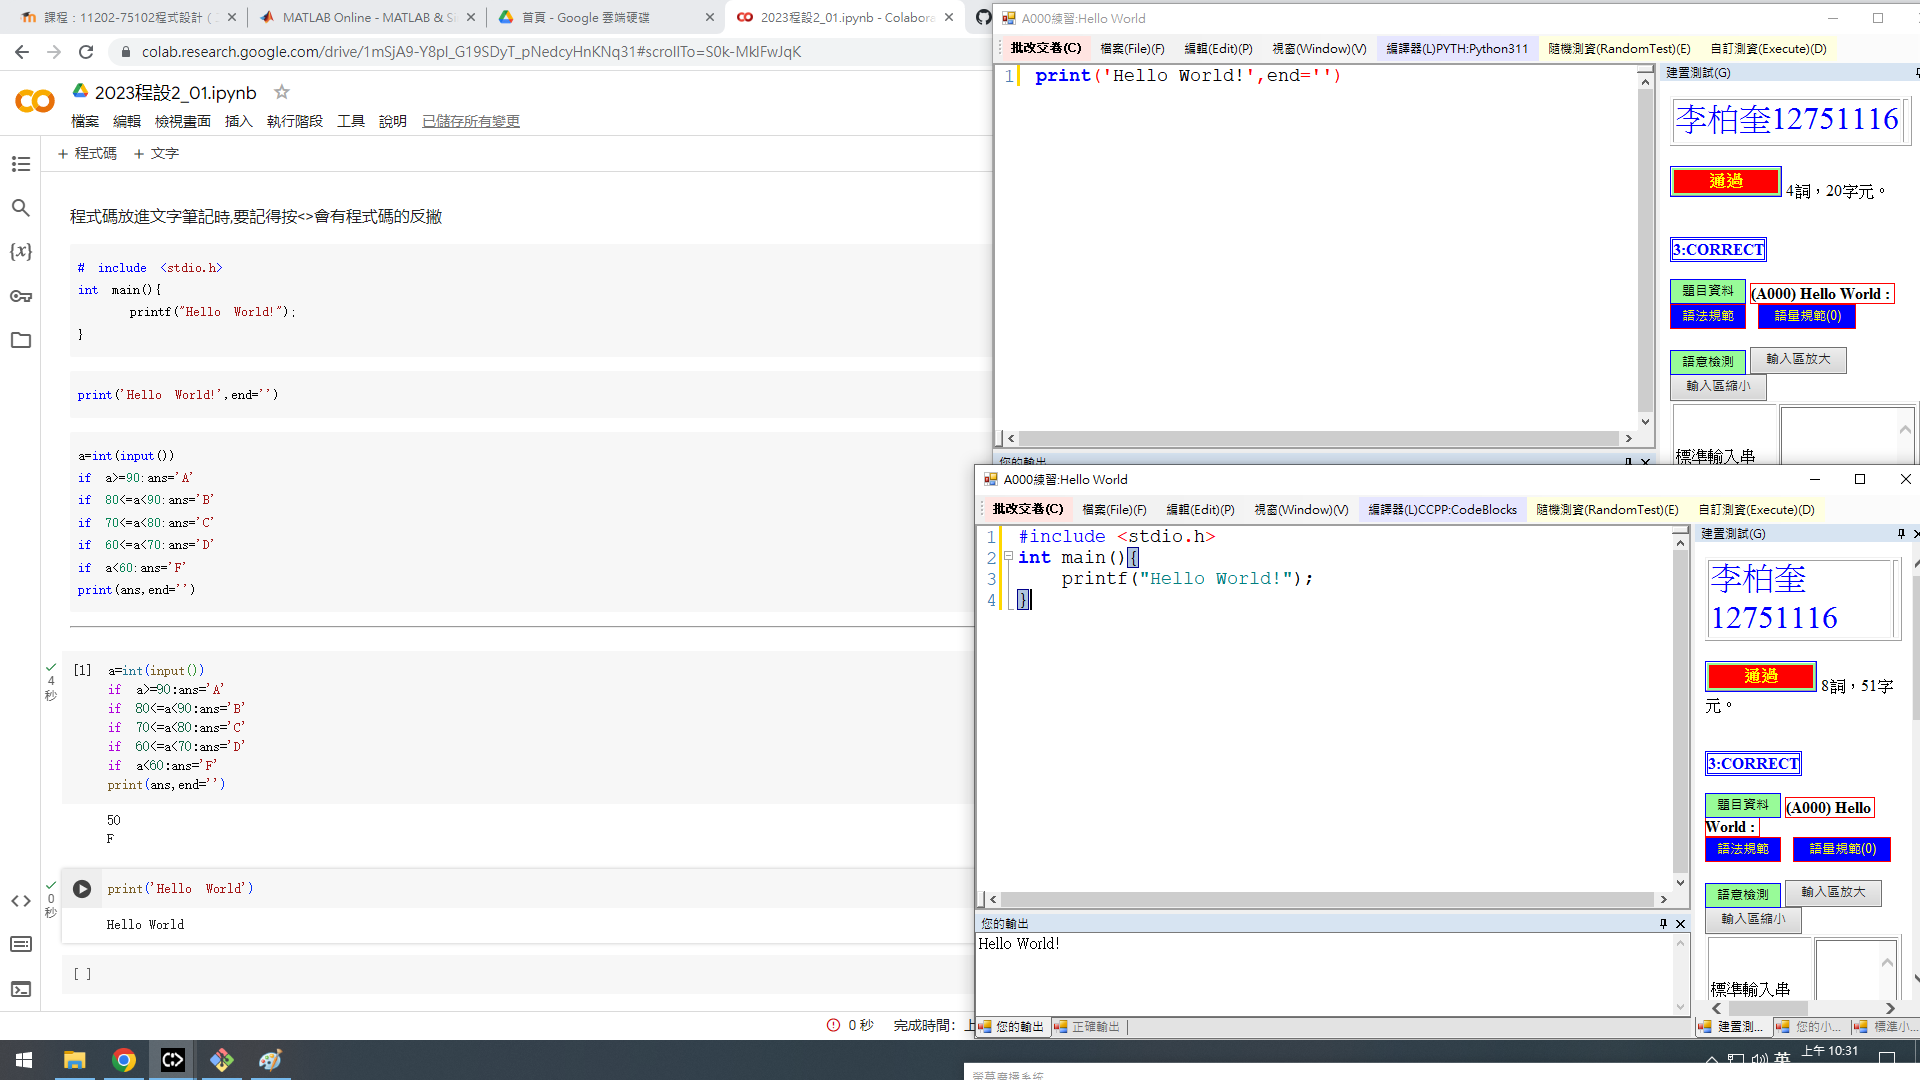 課程 : 11202-75102程式設計 (
MATLAB Online - MATLAB & Si
首頁 - Google 雲端硬碟
2023程設2_01.ipynb - Colabora
colab.research.google.com/drive/1mSjA9-Y8pl_G19SDyT_pNedcyHnKNq31#scrollTo=S0k-MkIFwJqK
2023程設2_01.ipynb
檔案 編輯 檢視畫面 插入 執行階段 工具 說明 已儲存所有變更
+ 程式碼 + 文字
程式碼放進文字筆記時,要記得按<>會有程式碼的反撇
# include <stdio.h>
int main(){
printf("Hello World!");
}
print('Hello World!',end='')
a=int(input())
if a>=90:ans='A'
if 80<=a<90:ans='B'
if 70<=a<80:ans='C'
if 60<=a<70:ans='D'
if a<60:ans='F'
print(ans,end='')
4
秒
[1] a=int(input())
if a>=90:ans='A'
if 80<=a<90:ans='B'
if 70<=a<80:ans='C'
if 60<=a<70:ans='D'
if a<60:ans='F'
print(ans,end='')
50
F
0
秒
print('Hello World')
Hello World
[ ]
0 秒 完成時間: 上
A000練習:Hello World
批改交卷(C) 檔案(File)(F) 編輯(Edit)(P) 視窗(Window)(V) 編譯器(L)PYTH:Python311 隨機測資(RandomTest)(E) 自訂測資(Execute)(D)
1 print('Hello World!',end='')
建置測試(G)
李柏奎12751116
通過 4詞，20字元。
3:CORRECT
題目資料 (A000) Hello World :
語法規範 語量規範(0)
語意檢測 輸入區放大
輸入區縮小
標準輸入串
您的輸出
A000練習:Hello World
批改交卷(C) 檔案(File)(F) 編輯(Edit)(P) 視窗(Window)(V) 編譯器(L)CCPP:CodeBlocks 隨機測資(RandomTest)(E) 自訂測資(Execute)(D)
1 #include <stdio.h>
2 int main(){
3 printf("Hello World!");
4 }
建置測試(G)
李柏奎
12751116
通過 8詞，51字
元。
3:CORRECT
題目資料 (A000) Hello
World :
語法規範 語量規範(0)
語意檢測 輸入區放大
輸入區縮小
標準輸入串
您的輸出
Hello World!
您的輸出 正確輸出
建置測... 您的小... 標準小...
英 上午 10:31